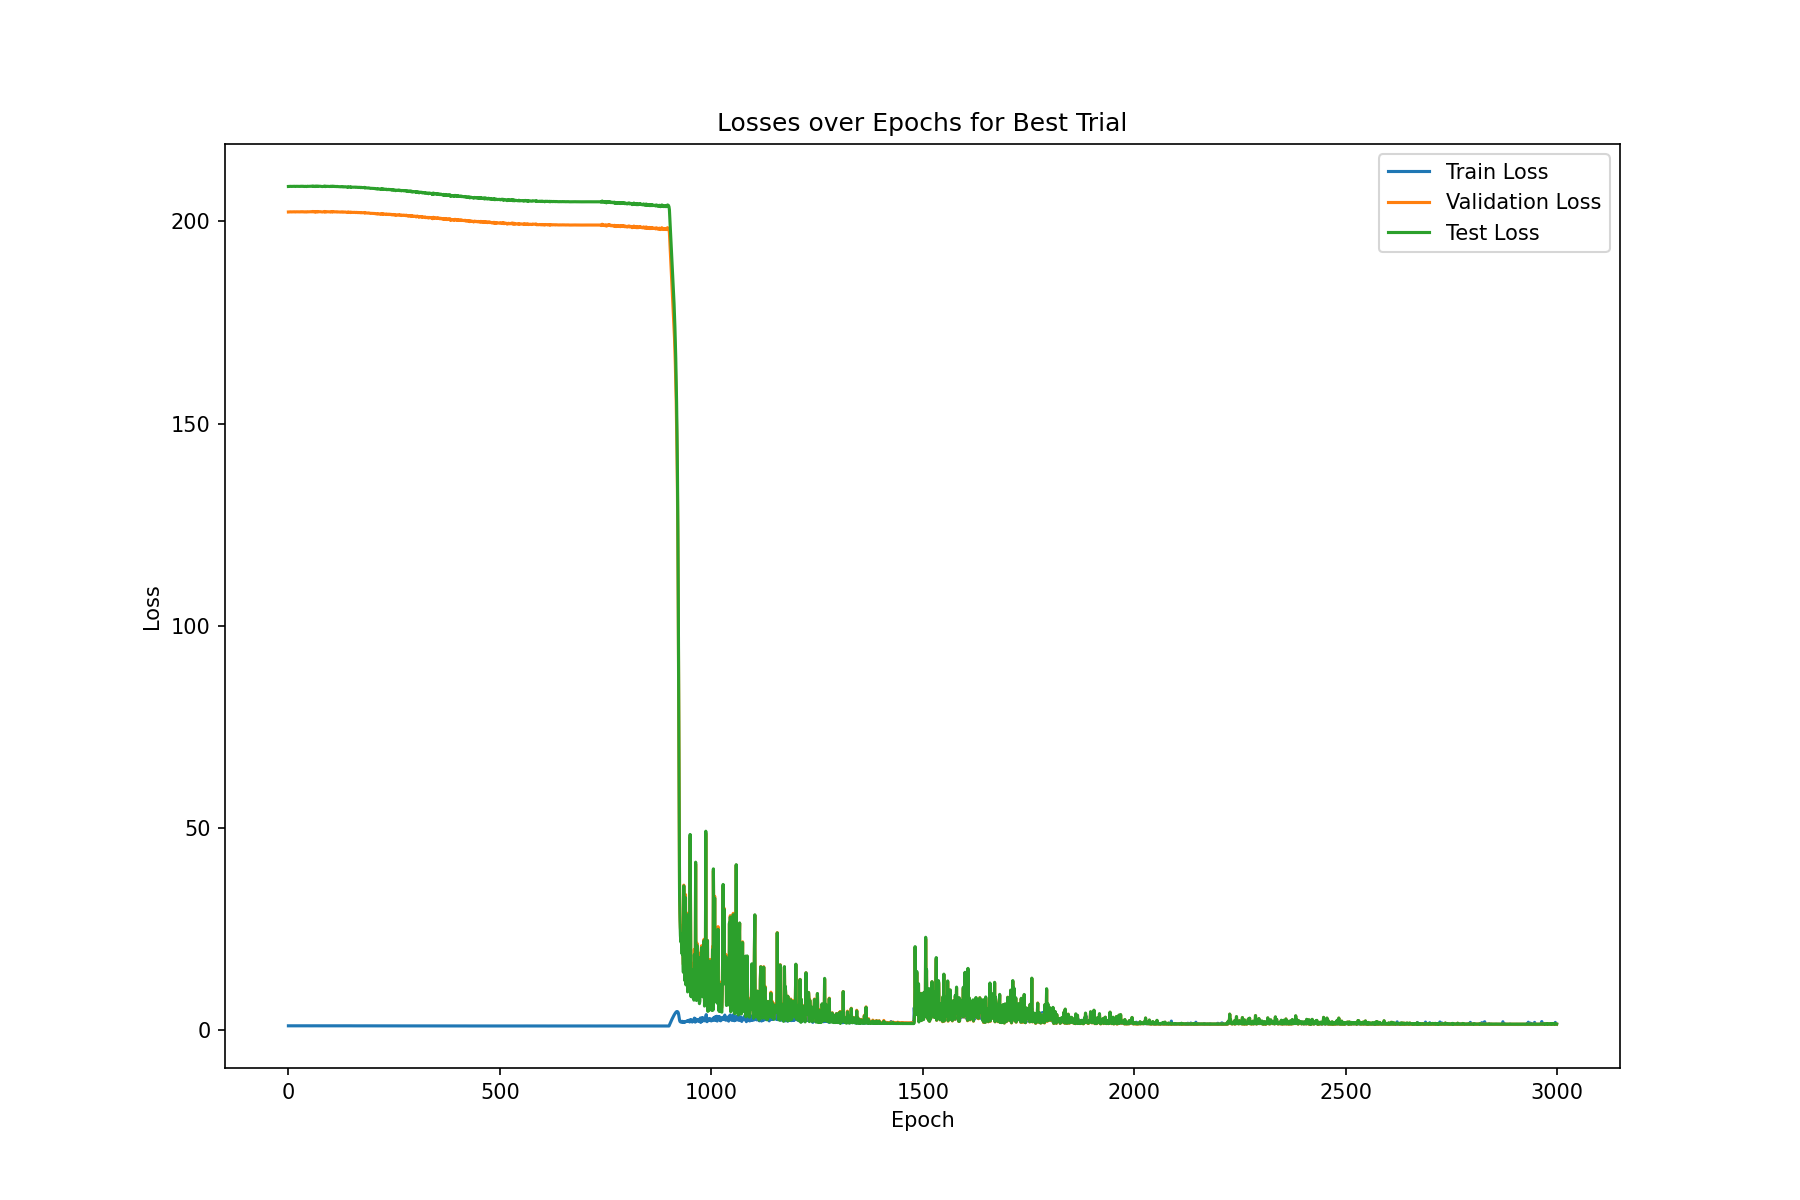 Losses over Epochs for Best Trial
Train Loss
Validation Loss
Test Loss
200
150
100
50
0
Loss
0 500 1000 1500 2000 2500 3000
Epoch